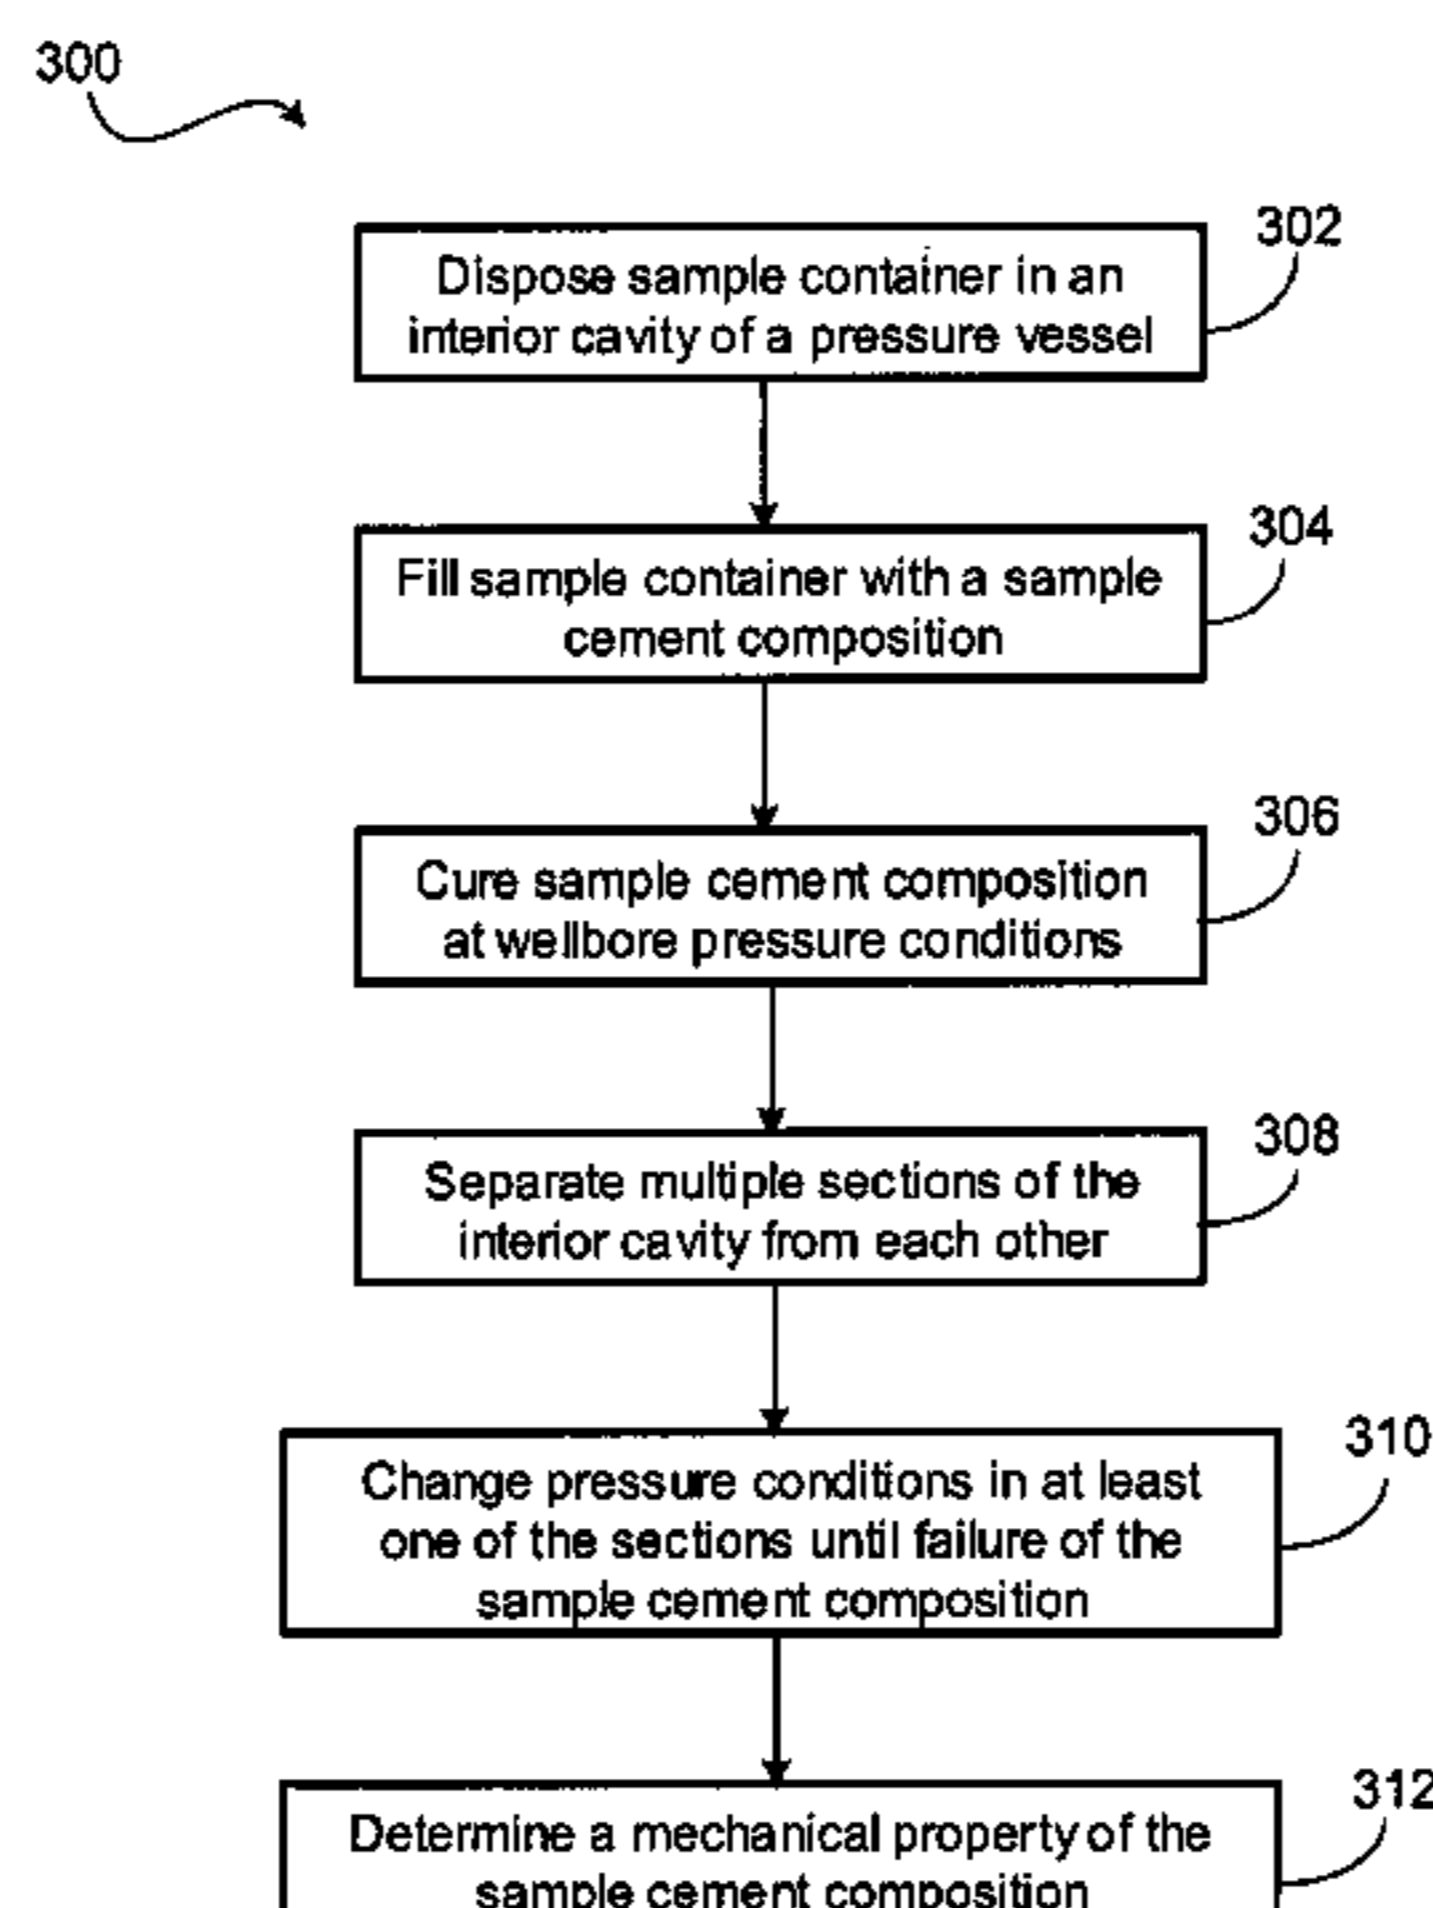 300
302
Dispose sample container in an
interior cavity of a pressure vessel
304
Fill sample container with a sample
cement composition
306
Cure sample cement composition
at wellbore pressure conditions
308
Separate multiple sections of the
interior cavity from each other
310
Change pressure conditions in at least
one of the sections until failure of the
sample cement composition
312
Determine a mechanical property of the
sample cement composition